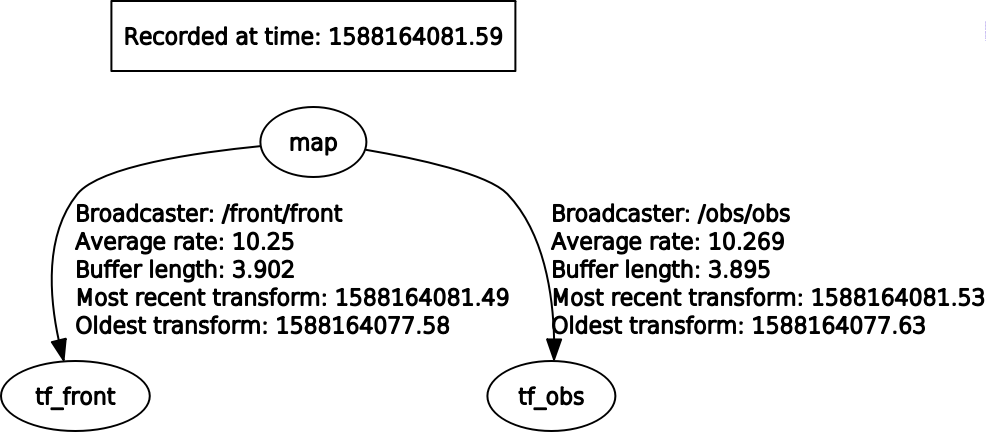 Recorded at time: 1588164081.59
map
Broadcaster: /front/front
Average rate: 10.25
Buffer length: 3.902
Most recent transform: 1588164081.49
Oldest transform: 1588164077.58
Broadcaster: /obs/obs
Average rate: 10.269
Buffer length: 3.895
Most recent transform: 1588164081.53
Oldest transform: 1588164077.63
tf_front
tf_obs